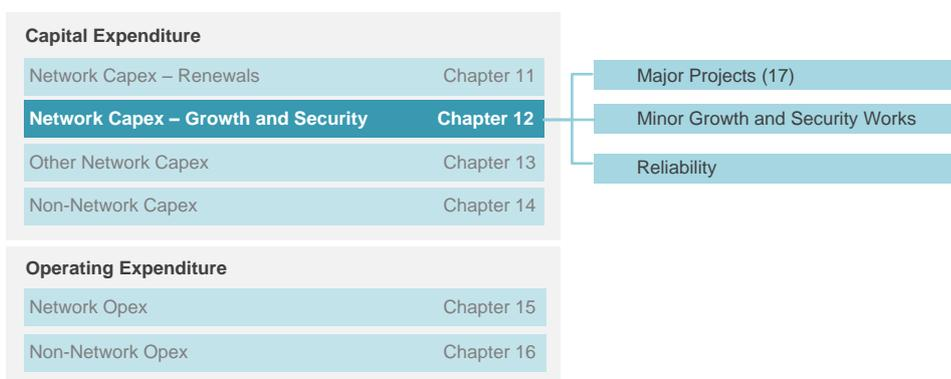 Capital Expenditure
Network Capex – Renewals Chapter 11
Network Capex – Growth and Security Chapter 12
Other Network Capex Chapter 13
Non-Network Capex Chapter 14
Major Projects (17)
Minor Growth and Security Works
Reliability
Operating Expenditure
Network Opex Chapter 15
Non-Network Opex Chapter 16